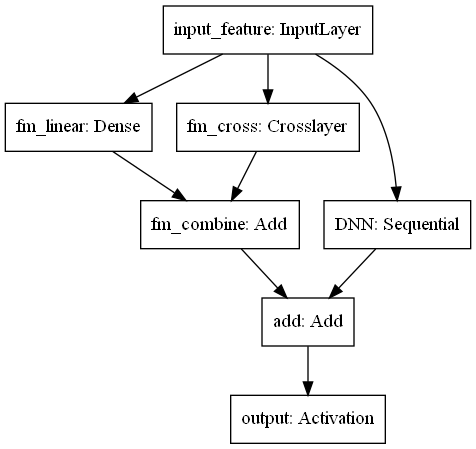 input_feature: InputLayer
fm_linear: Dense
fm_cross: Crosslayer
fm_combine: Add
DNN: Sequential
add: Add
output: Activation